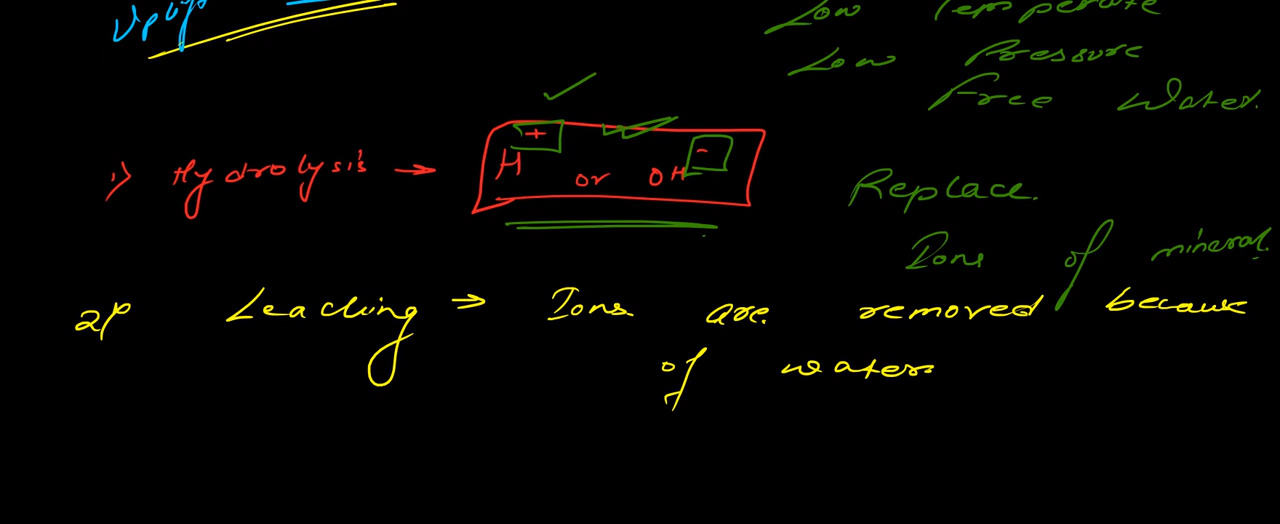 Low Temperate
Low Pressure
Free Water.
1) Hydrolysis → H+ or OH-
Replace.
Ions of mineral.
2) Leaching → Ions are removed because
of water